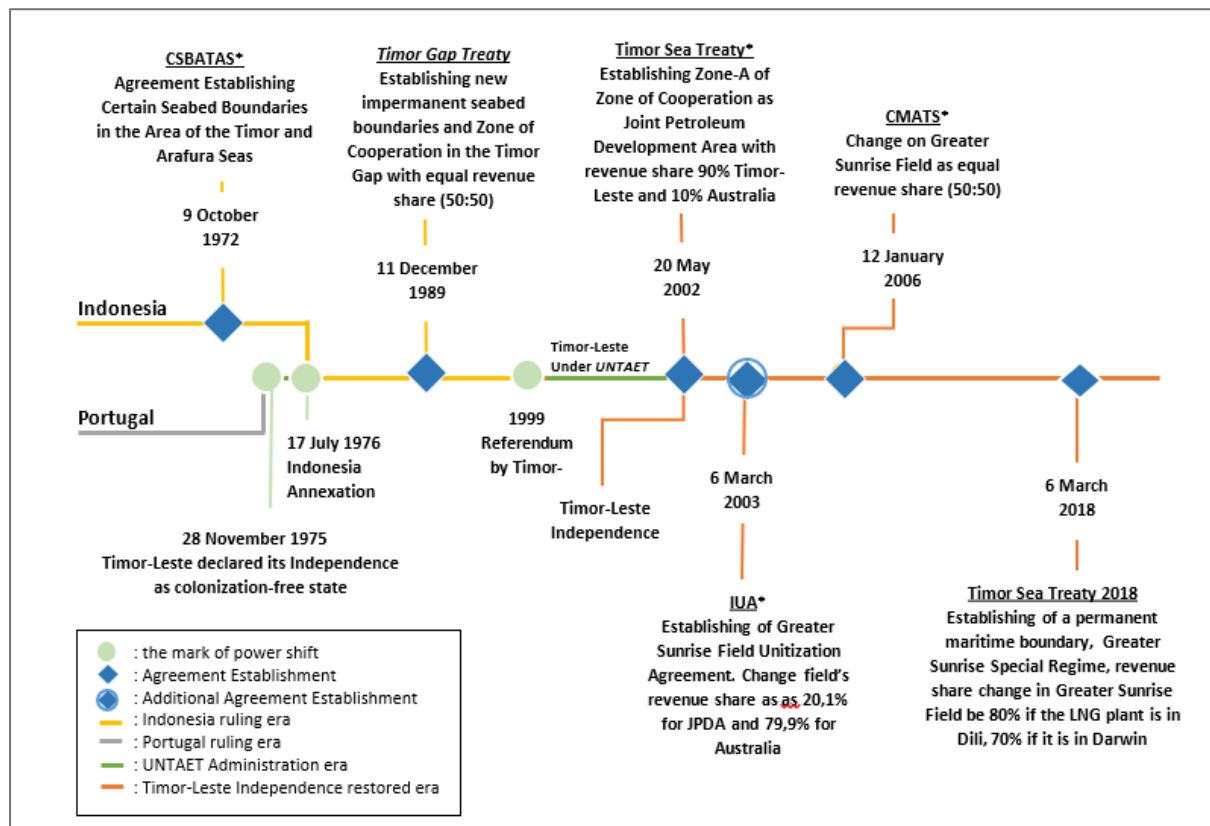 CSBATAS*
Agreement Establishing
Certain Seabed Boundaries
in the Area of the Timor and
Arafura Seas
9 October
1972
Timor Gap Treaty
Establishing new
impermanent seabed
boundaries and Zone of
Cooperation in the Timor
Gap with equal revenue
share (50:50)
11 December
1989
Timor Sea Treaty*
Establishing Zone-A of
Zone of Cooperation as
Joint Petroleum
Development Area with
revenue share 90% Timor-
Leste and 10% Australia
20 May
2002
CMATS*
Change on Greater
Sunrise Field as equal
revenue share (50:50)
12 January
2006
Indonesia
Portugal
Timor-Leste
Under UNTAET
17 July 1976
Indonesia
Annexation
28 November 1975
Timor-Leste declared its Independence
as colonization-free state
1999
Referendum
by Timor-
Timor-Leste
Independence
6 March
2003
IUA*
Establishing of Greater
Sunrise Field Unitization
Agreement. Change field's
revenue share as as 20,1%
for JPDA and 79,9% for
Australia
6 March
2018
Timor Sea Treaty 2018
Establishing of a permanent
maritime boundary, Greater
Sunrise Special Regime, revenue
share change in Greater Sunrise
Field be 80% if the LNG plant is in
Dili, 70% if it is in Darwin
: the mark of power shift
: Agreement Establishment
: Additional Agreement Establishment
: Indonesia ruling era
: Portugal ruling era
: UNTAET Administration era
: Timor-Leste Independence restored era